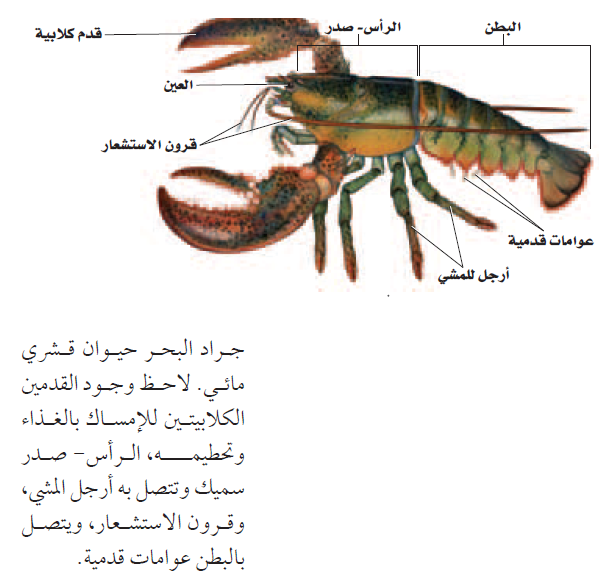 البطن
الرأس- صدر
قدم كلابية
العين
قرون الاستشعار
عوامات قدمية
أرجل للمشي
جراد البحر حيوان قشري
مائي. لاحظ وجود القدمين
الكلابيتين للإمساك بالغذاء
وتحطيمه، الرأس- صدر
سميك وتتصل به أرجل المشي،
وقرون الاستشعار، ويتصل
بالبطن عوامات قدمية.